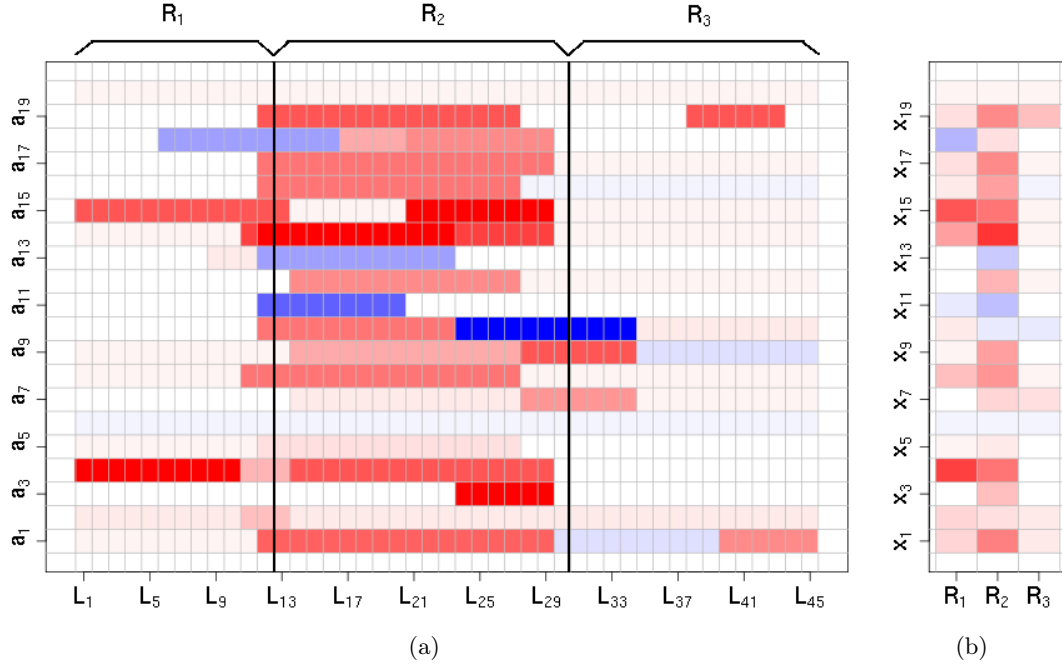 R₁ R₂ R₃
a₁₉
a₁₇
a₁₅
a₁₃
a₁₁
a₉
a₇
a₅
a₃
a₁
L₁ L₅ L₉ L₁₃ L₁₇ L₂₁ L₂₅ L₂₉ L₃₃ L₃₇ L₄₁ L₄₅
(a)
x₁₉
x₁₇
x₁₅
x₁₃
x₁₁
x₉
x₇
x₅
x₃
x₁
R₁ R₂ R₃
(b)